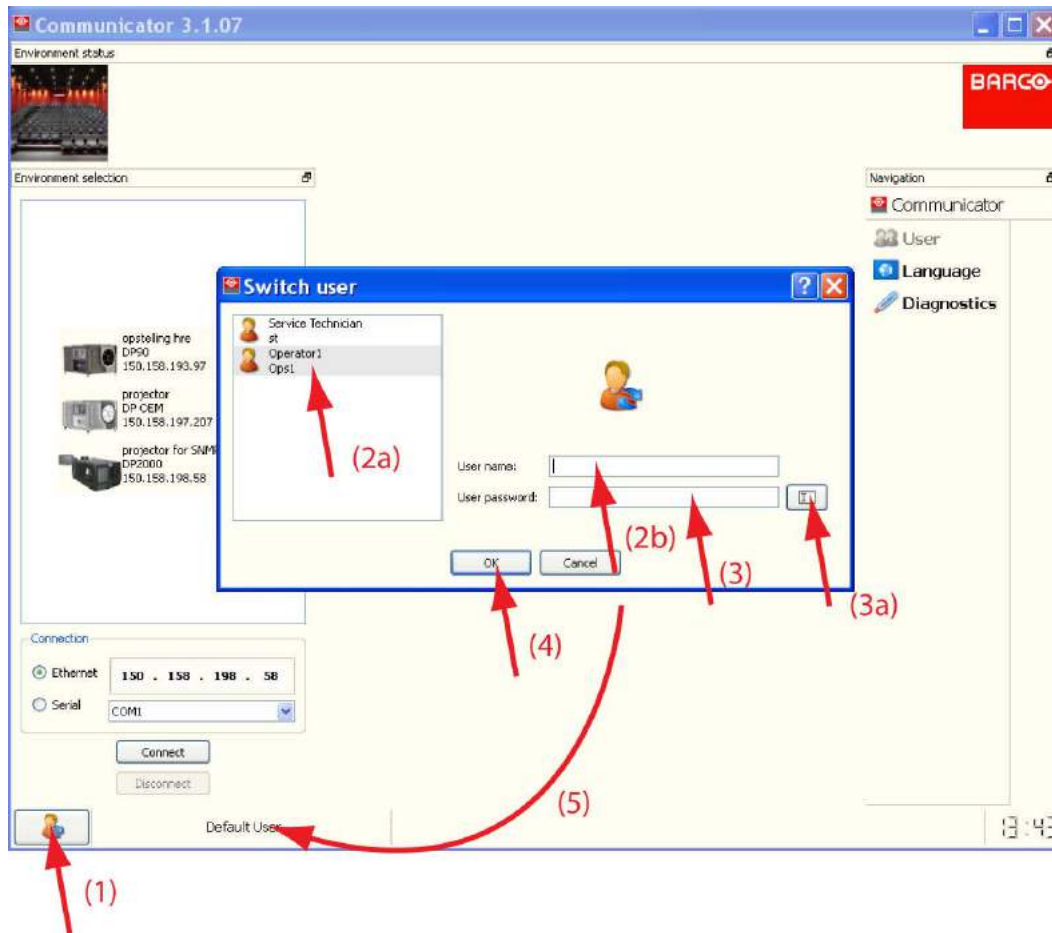 Communicator 3.1.07
Environment status
BARCO
Environment selection
Navigation
Communicator
User
Language
Diagnostics
opstelling hre
DP90
150.158.193.97
projector
DP OEM
150.158.197.207
projector for SNM
DP2000
150.158.198.58
Switch user
Service Technician
st
Operator1
Ops1
(2a)
User name:
User password:
(2b)
(3)
(3a)
OK
Cancel
(4)
Connection
Ethernet
150 . 158 . 198 . 58
Serial
COM1
Connect
Disconnect
(5)
Default User
13:43
(1)